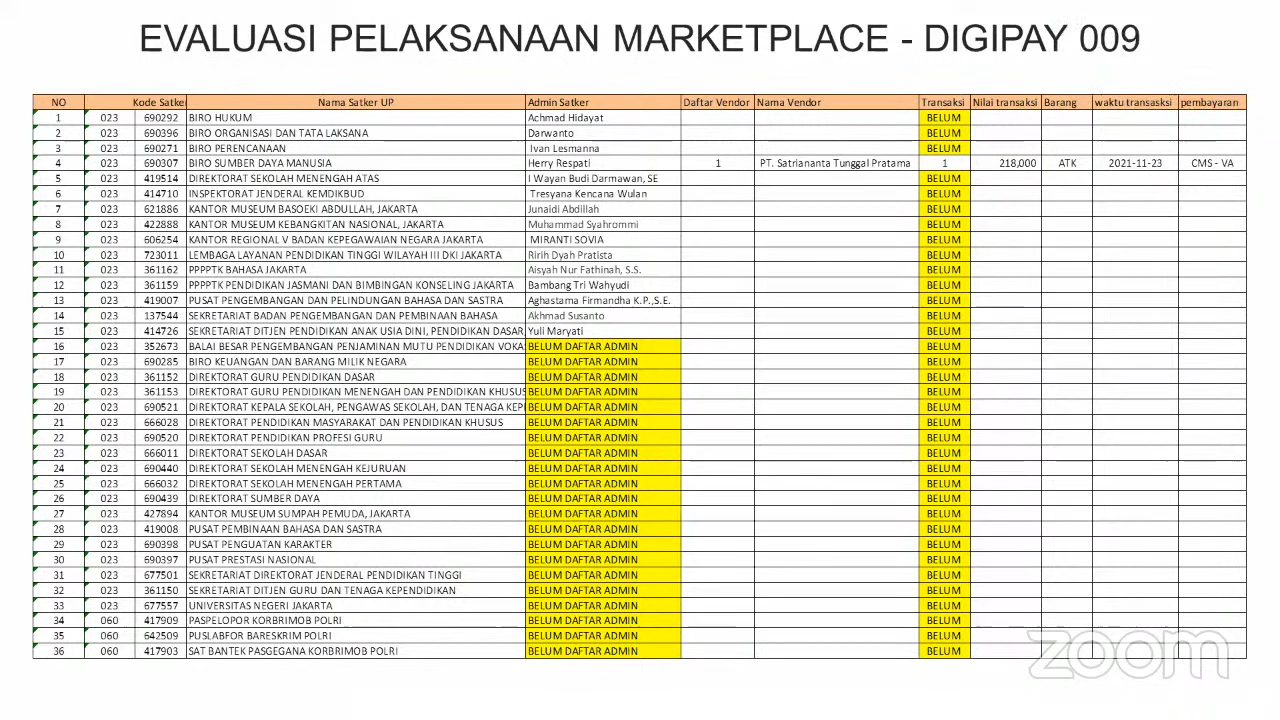 EVALUASI PELAKSANAAN MARKETPLACE - DIGIPAY 009
NO Kode Satker Nama Satker UP Admin Satker Daftar Vendor Nama Vendor Transaksi Nilai transaksi Barang waktu transasksi pembayaran
1 023 690292 BIRO HUKUM Achmad Hidayat BELUM
2 023 690396 BIRO ORGANISASI DAN TATA LAKSANA Darwanto BELUM
3 023 690271 BIRO PERENCANAAN Ivan Lesmanna BELUM
4 023 690307 BIRO SUMBER DAYA MANUSIA Herry Respati 1 PT. Satriananta Tunggal Pratama 1 218,000 ATK 2021-11-23 CMS - VA
5 023 419514 DIREKTORAT SEKOLAH MENENGAH ATAS I Wayan Budi Darmawan, SE BELUM
6 023 414710 INSPEKTORAT JENDERAL KEMDIKBUD Tresyana Kencana Wulan BELUM
7 023 621886 KANTOR MUSEUM BASOEKI ABDULLAH, JAKARTA Junaidi Abdillah BELUM
8 023 422888 KANTOR MUSEUM KEBANGKITAN NASIONAL, JAKARTA Muhammad Syahrommi BELUM
9 023 606254 KANTOR REGIONAL V BADAN KEPEGAWAIAN NEGARA JAKARTA MIRANTI SOVIA BELUM
10 023 723011 LEMBAGA LAYANAN PENDIDIKAN TINGGI WILAYAH III DKI JAKARTA Ririh Dyah Pratista BELUM
11 023 361162 PPPPTK BAHASA JAKARTA Aisyah Nur Fathinah, S.S. BELUM
12 023 361159 PPPPTK PENDIDIKAN JASMANI DAN BIMBINGAN KONSELING JAKARTA Bambang Tri Wahyudi BELUM
13 023 419007 PUSAT PENGEMBANGAN DAN PELINDUNGAN BAHASA DAN SASTRA Aghastama Firmandha K.P.,S.E. BELUM
14 023 137544 SEKRETARIAT BADAN PENGEMBANGAN DAN PEMBINAAN BAHASA Akhmad Susanto BELUM
15 023 414726 SEKRETARIAT DITJEN PENDIDIKAN ANAK USIA DINI, PENDIDIKAN DASAR, Yuli Maryati BELUM
16 023 352673 BALAI BESAR PENGEMBANGAN PENJAMINAN MUTU PENDIDIKAN VOKA BELUM DAFTAR ADMIN BELUM
17 023 690285 BIRO KEUANGAN DAN BARANG MILIK NEGARA BELUM DAFTAR ADMIN BELUM
18 023 361152 DIREKTORAT GURU PENDIDIKAN DASAR BELUM DAFTAR ADMIN BELUM
19 023 361153 DIREKTORAT GURU PENDIDIKAN MENENGAH DAN PENDIDIKAN KHUSUS BELUM DAFTAR ADMIN BELUM
20 023 690521 DIREKTORAT KEPALA SEKOLAH, PENGAWAS SEKOLAH, DAN TENAGA KEP BELUM DAFTAR ADMIN BELUM
21 023 666028 DIREKTORAT PENDIDIKAN MASYARAKAT DAN PENDIDIKAN KHUSUS BELUM DAFTAR ADMIN BELUM
22 023 690520 DIREKTORAT PENDIDIKAN PROFESI GURU BELUM DAFTAR ADMIN BELUM
23 023 666011 DIREKTORAT SEKOLAH DASAR BELUM DAFTAR ADMIN BELUM
24 023 690440 DIREKTORAT SEKOLAH MENENGAH KEJURUAN BELUM DAFTAR ADMIN BELUM
25 023 666032 DIREKTORAT SEKOLAH MENENGAH PERTAMA BELUM DAFTAR ADMIN BELUM
26 023 690439 DIREKTORAT SUMBER DAYA BELUM DAFTAR ADMIN BELUM
27 023 427894 KANTOR MUSEUM SUMPAH PEMUDA, JAKARTA BELUM DAFTAR ADMIN BELUM
28 023 419008 PUSAT PEMBINAAN BAHASA DAN SASTRA BELUM DAFTAR ADMIN BELUM
29 023 690398 PUSAT PENGUATAN KARAKTER BELUM DAFTAR ADMIN BELUM
30 023 690397 PUSAT PRESTASI NASIONAL BELUM DAFTAR ADMIN BELUM
31 023 677501 SEKRETARIAT DIREKTORAT JENDERAL PENDIDIKAN TINGGI BELUM DAFTAR ADMIN BELUM
32 023 361150 SEKRETARIAT DITJEN GURU DAN TENAGA KEPENDIDIKAN BELUM DAFTAR ADMIN BELUM
33 023 677557 UNIVERSITAS NEGERI JAKARTA BELUM DAFTAR ADMIN BELUM
34 060 417909 PASPELOPOR KORBRIMOB POLRI BELUM DAFTAR ADMIN BELUM
35 060 642509 PUSLABFOR BARESKRIM POLRI BELUM DAFTAR ADMIN BELUM
36 060 417903 SAT BANTEK PASGEGANA KORBRIMOB POLRI BELUM DAFTAR ADMIN BELUM
zoom